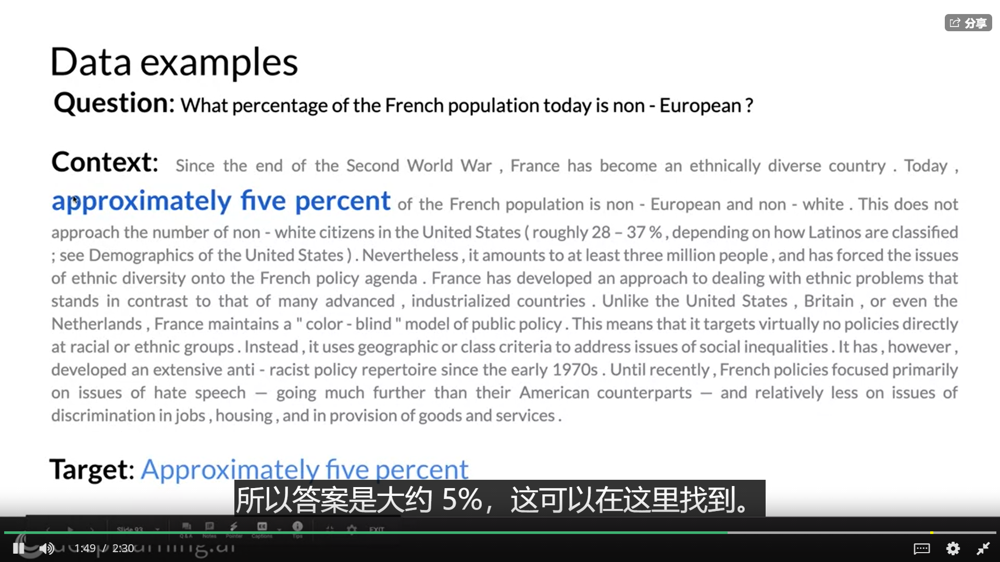 分享
Data examples
Question: What percentage of the French population today is non - European ?
Context: Since the end of the Second World War , France has become an ethnically diverse country . Today ,
approximately five percent of the French population is non - European and non - white . This does not
approach the number of non - white citizens in the United States ( roughly 28 – 37 % , depending on how Latinos are classified
; see Demographics of the United States ) . Nevertheless , it amounts to at least three million people , and has forced the issues
of ethnic diversity onto the French policy agenda . France has developed an approach to dealing with ethnic problems that
stands in contrast to that of many advanced , industrialized countries . Unlike the United States , Britain , or even the
Netherlands , France maintains a " color - blind " model of public policy . This means that it targets virtually no policies directly
at racial or ethnic groups . Instead , it uses geographic or class criteria to address issues of social inequalities . It has , however ,
developed an extensive anti - racist policy repertoire since the early 1970s . Until recently , French policies focused primarily
on issues of hate speech — going much further than their American counterparts — and relatively less on issues of
discrimination in jobs , housing , and in provision of goods and services .
Target: Approximately five percent
所以答案是大约 5%，这可以在这里找到。
Slide 93
Q & A Notes Pointer Captions Tips EXIT
1:49 / 2:30